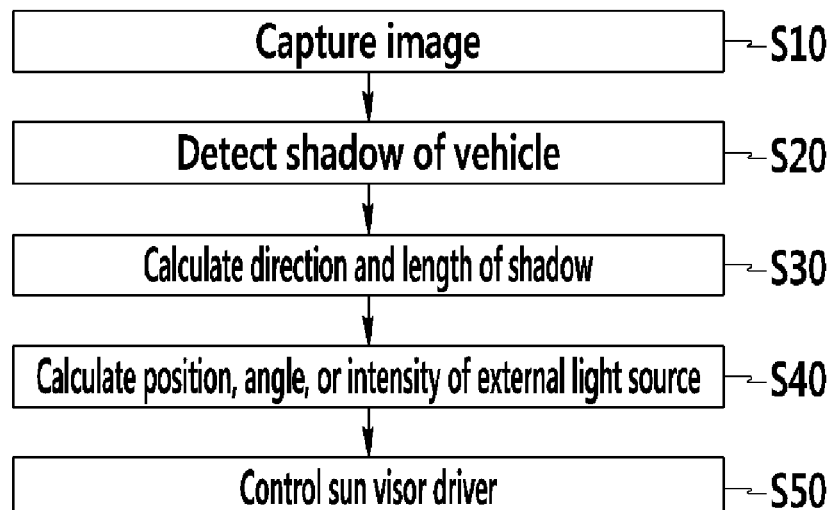 Capture image S10
Detect shadow of vehicle S20
Calculate direction and length of shadow S30
Calculate position, angle, or intensity of external light source S40
Control sun visor driver S50